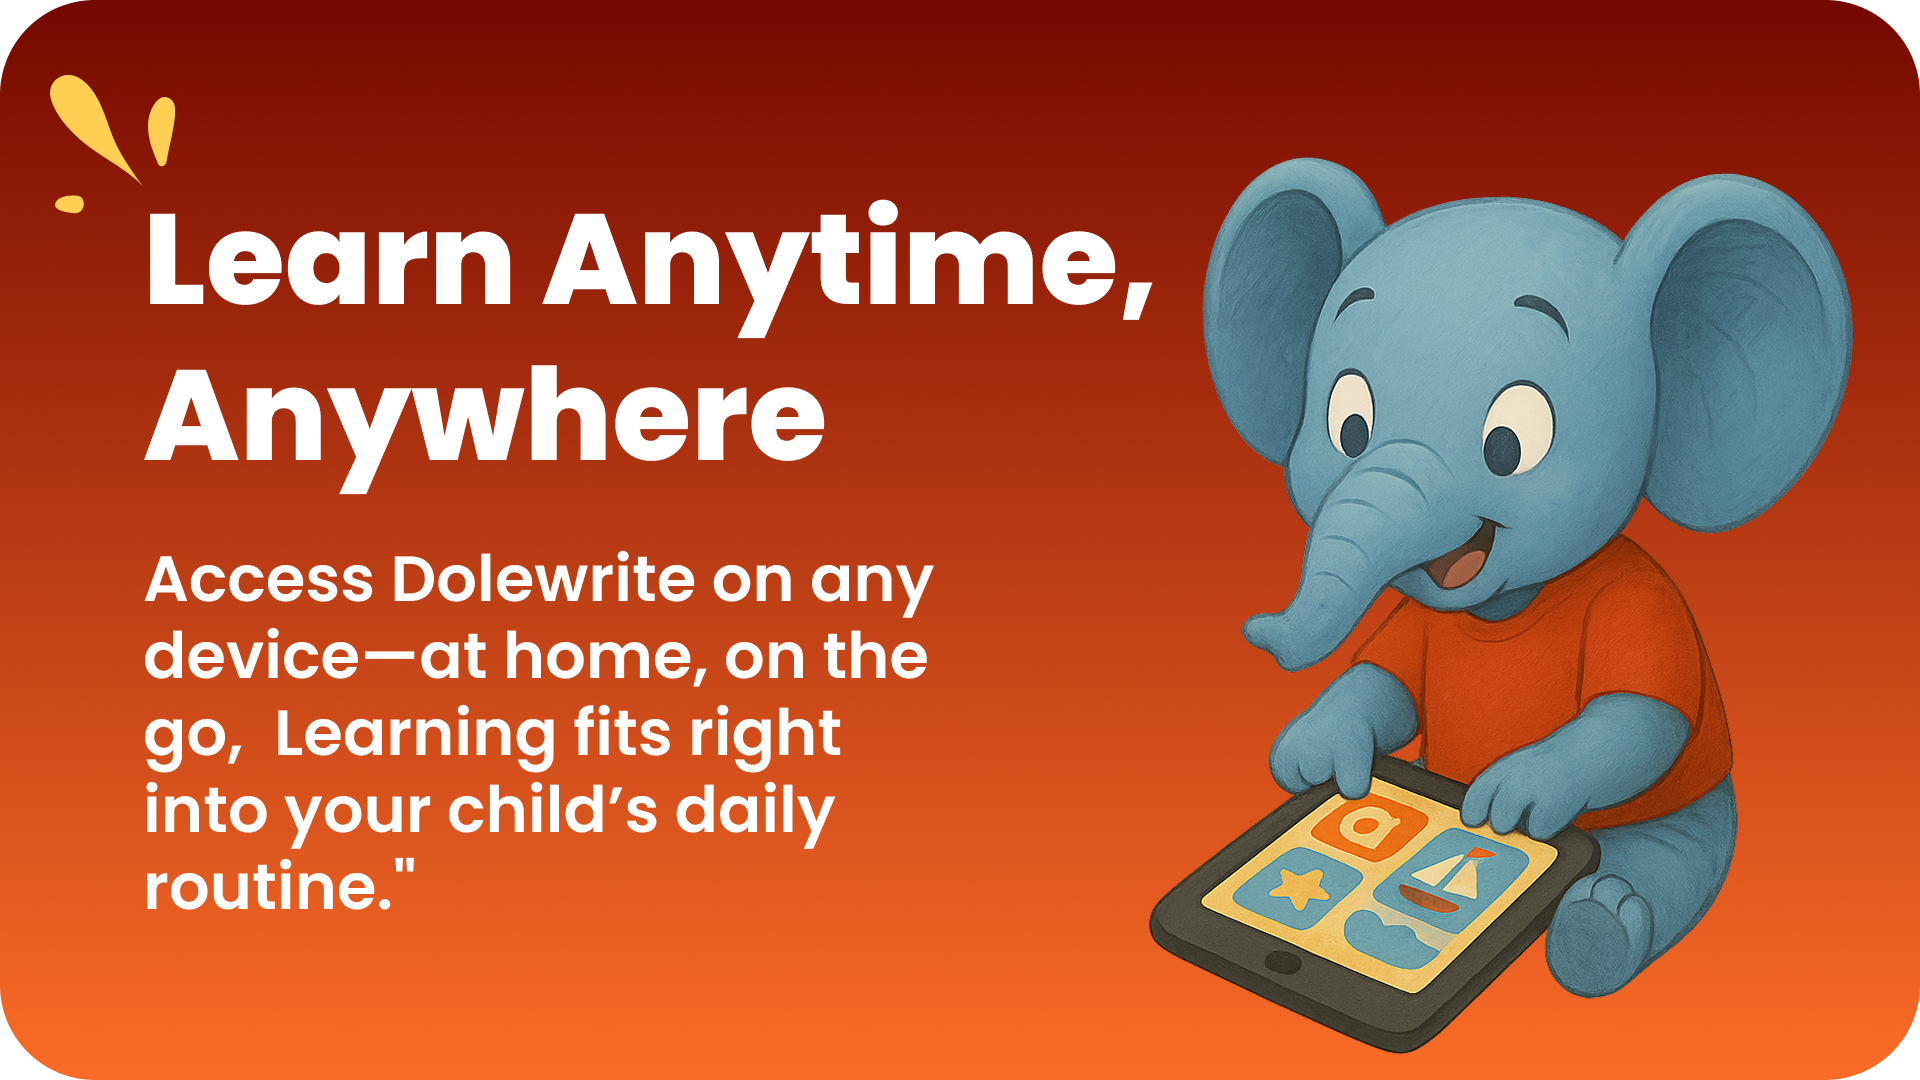 Learn Anytime,
Anywhere
Access Dolewrite on any
device—at home, on the
go,  Learning fits right
into your child’s daily
routine."
a